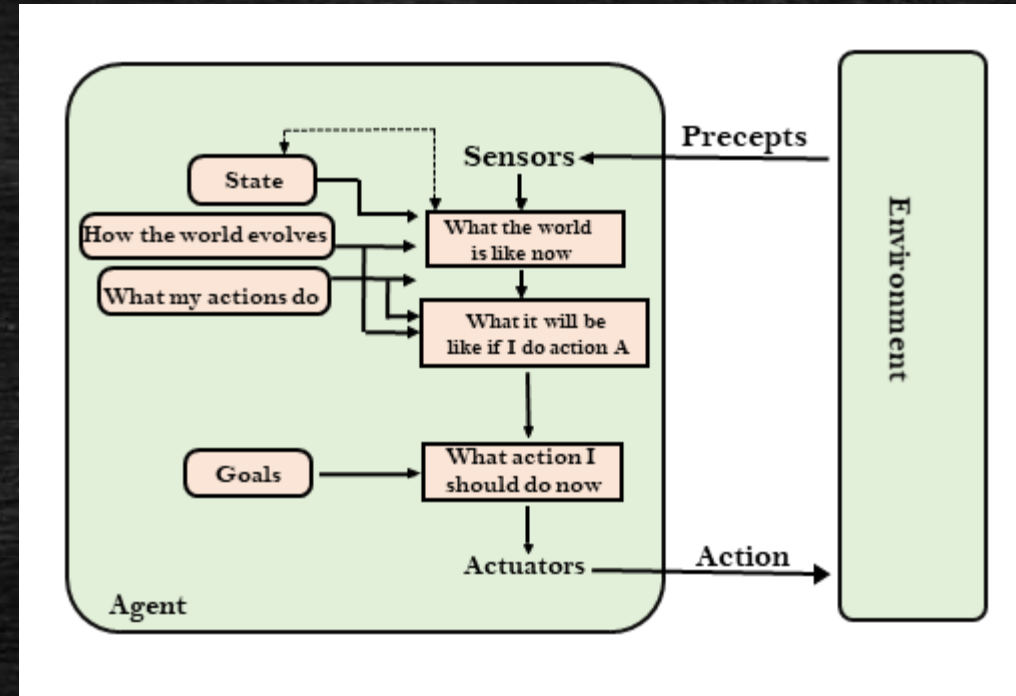 Precepts
Sensors
State
What the world
is like now
How the world evolves
What my actions do
What it will be
like if I do action A
Environment
Goals
What action I
should do now
Actuators
Action
Agent